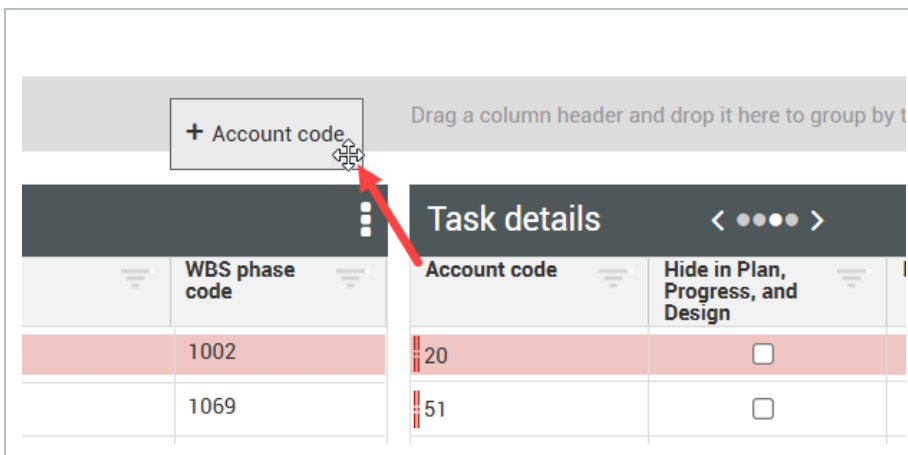 Drag a column header and drop it here to group by
+ Account code
Task details
WBS phase
code
Account code
Hide in Plan,
Progress, and
Design
1002
20
1069
51